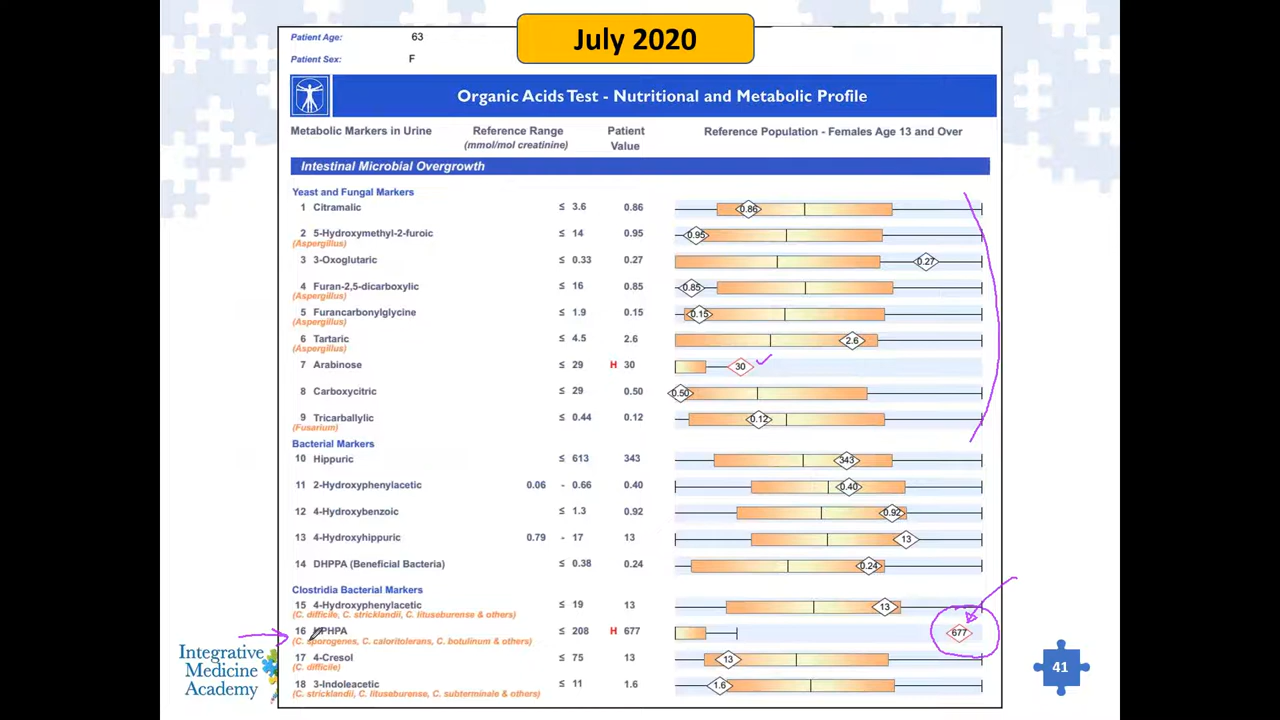 July 2020
Patient Age: 63
Patient Sex: F
Organic Acids Test - Nutritional and Metabolic Profile
Metabolic Markers in Urine Reference Range (mmol/mol creatinine) Patient Value Reference Population - Females Age 13 and Over
Intestinal Microbial Overgrowth
Yeast and Fungal Markers
1 Citramalic ≤ 3.6 0.86 0.86
2 5-Hydroxymethyl-2-furoic ≤ 14 0.95 0.95
(Aspergillus)
3 3-Oxoglutaric ≤ 0.33 0.27 0.27
4 Furan-2,5-dicarboxylic ≤ 16 0.85 0.85
(Aspergillus)
5 Furancarbonylglycine ≤ 1.9 0.15 0.15
(Aspergillus)
6 Tartaric ≤ 4.5 2.6 2.6
(Aspergillus)
7 Arabinose ≤ 29 H 30 30
8 Carboxycitric ≤ 29 0.50 0.50
9 Tricarballylic ≤ 0.44 0.12 0.12
(Fusarium)
Bacterial Markers
10 Hippuric ≤ 613 343 343
11 2-Hydroxyphenylacetic 0.06 - 0.66 0.40 0.40
12 4-Hydroxybenzoic ≤ 1.3 0.92 0.92
13 4-Hydroxyhippuric 0.79 - 17 13 13
14 DHPPA (Beneficial Bacteria) ≤ 0.38 0.24 0.24
Clostridia Bacterial Markers
15 4-Hydroxyphenylacetic ≤ 19 13 13
(C. difficile, C. stricklandii, C. lituseburense & others)
16 HPHPA ≤ 208 H 677 677
(C. sporogenes, C. caloritolerans, C. botulinum & others)
17 4-Cresol ≤ 75 13 13
(C. difficile)
18 3-Indoleacetic ≤ 11 1.6 1.6
(C. stricklandii, C. lituseburense, C. subterminale & others)
Integrative
Medicine
Academy
41